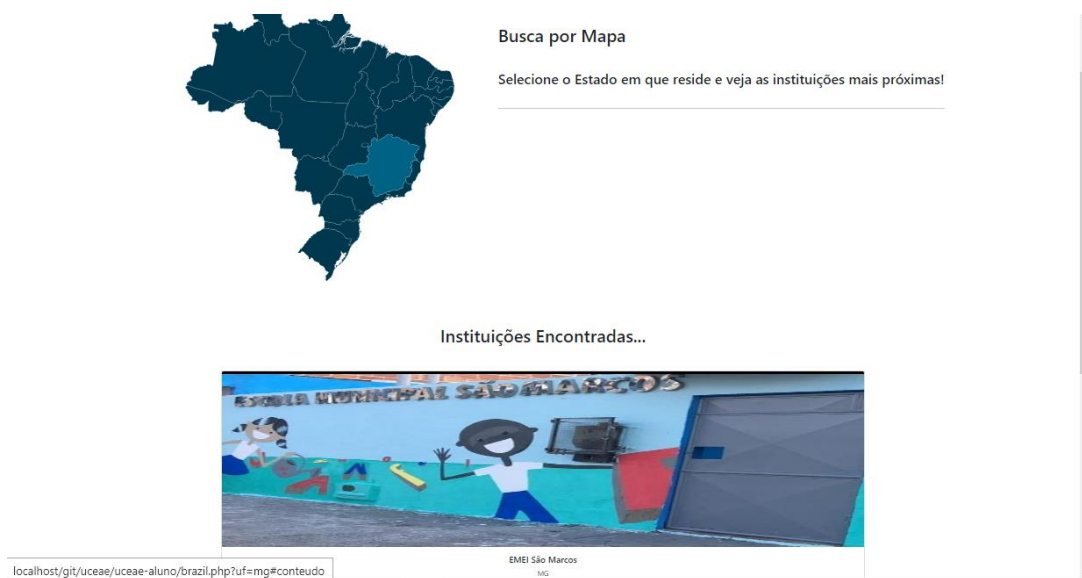 Busca por Mapa
Selecione o Estado em que reside e veja as instituições mais próximas!
Instituições Encontradas...
ESCOLA MUNICIPAL SÃO MARCOS
EMEI São Marcos
MG
localhost/git/uceae/uceae-aluno/brazil.php?uf=mg#conteudo